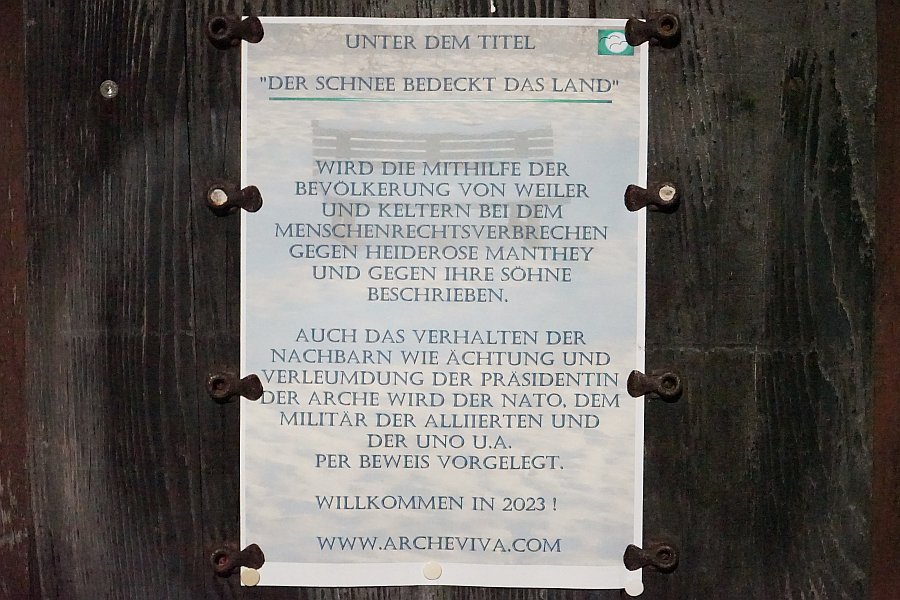 UNTER DEM TITEL
"DER SCHNEE BEDECKT DAS LAND"
WIRD DIE MITHILFE DER
BEVÖLKERUNG VON WEILER
UND KELTERN BEI DEM
MENSCHENRECHTSVERBRECHEN
GEGEN HEIDEROSE MANTHEY
UND GEGEN IHRE SÖHNE
BESCHRIEBEN.
AUCH DAS VERHALTEN DER
NACHBARN WIE ÄCHTUNG UND
VERLEUMDUNG DER PRÄSIDENTIN
DER ARCHE WIRD DER NATO, DEM
MILITÄR DER ALLIIERTEN UND
DER UNO U.A.
PER BEWEIS VORGELEGT.
WILLKOMMEN IN 2023 !
WWW.ARCHEVIVA.COM